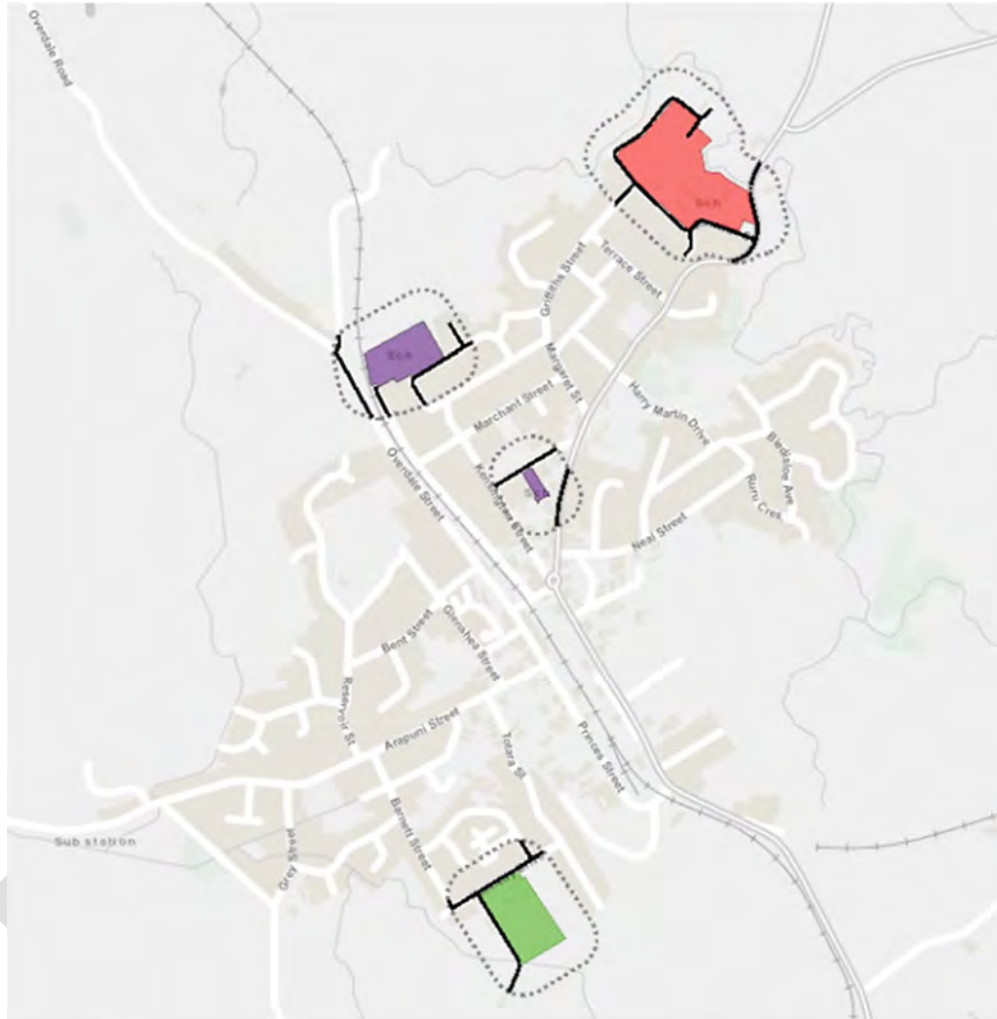 Overdale Road
Sch
Terrace Street
Griffiths Street
Sch
Margaret St
Marchant Street
Harry Martin Drive
Bledisloe Ave
Overdale Street
Kensington Street
Ruru Cres
Neal Street
Bent Street
Glenshea Street
Reservoir St
Arapuni Street
Totara St
Princes Street
Barnett Street
Sub station
Grey Street